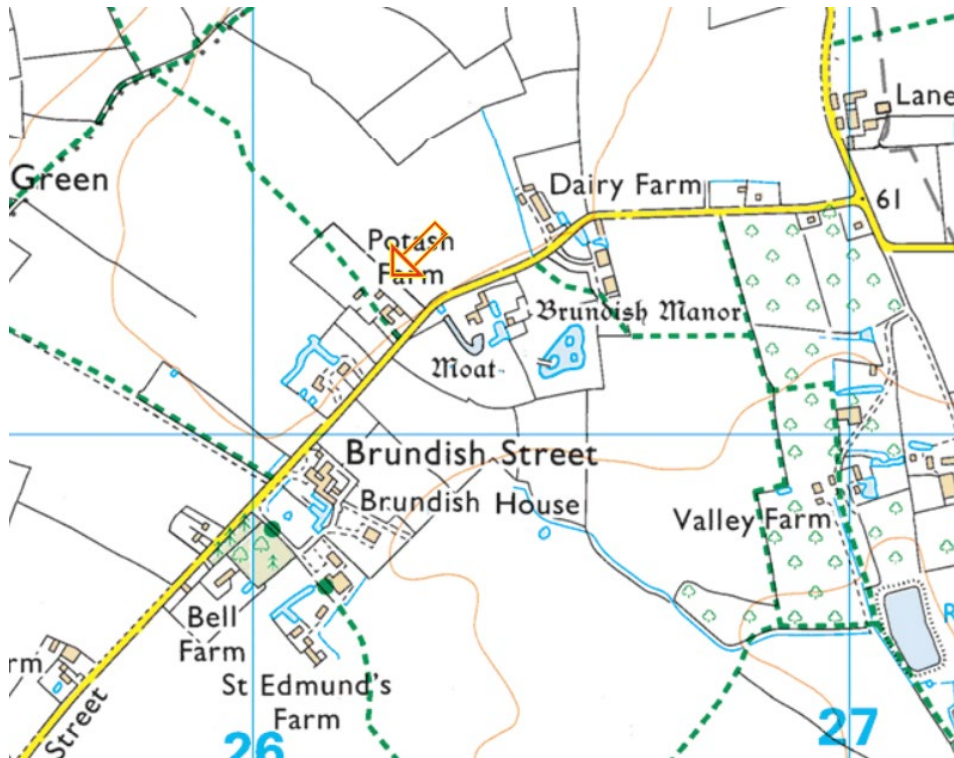 Lane
Green
Dairy Farm
61
Potash
Farm
Brundish Manor
Moat
Brundish Street
Brundish House
Valley Farm
Bell
Farm
rm
St Edmund's
Farm
R
Street
26
27